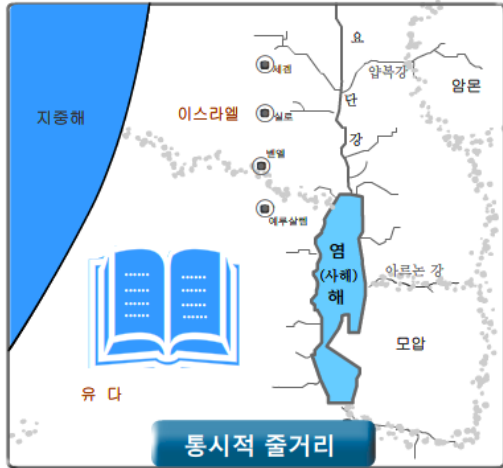 요
세겜
얍복강
암몬
지중해
이스라엘
실로
단
강
벧엘
예루살렘
염
(사해)
해
아르논 강
모압
유 다
통시적 줄거리